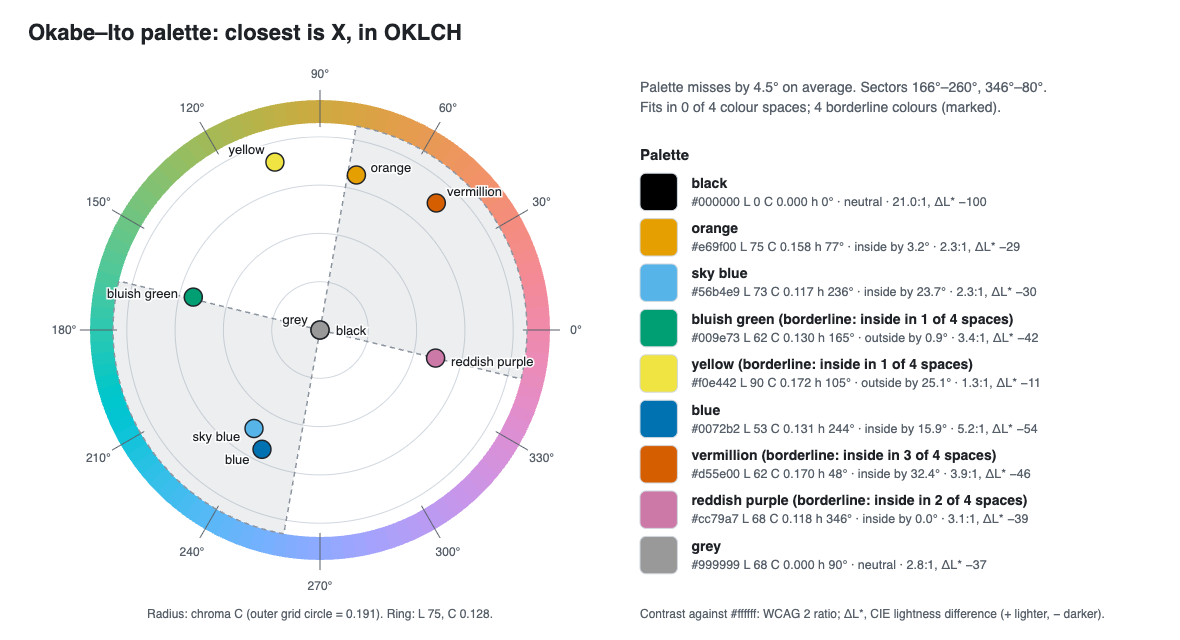 Okabe–Ito palette: closest is X, in OKLCH
90°
120°
60°
150°
30°
180°
0°
210°
330°
240°
300°
270°
yellow
orange
vermillion
bluish green
grey
black
reddish purple
sky blue
blue
Radius: chroma C (outer grid circle = 0.191). Ring: L 75, C 0.128.
Palette misses by 4.5° on average. Sectors 166°–260°, 346°–80°.
Fits in 0 of 4 colour spaces; 4 borderline colours (marked).
Palette
black
#000000 L 0 C 0.000 h 0° · neutral · 21.0:1, ΔL* −100
orange
#e69f00 L 75 C 0.158 h 77° · inside by 3.2° · 2.3:1, ΔL* −29
sky blue
#56b4e9 L 73 C 0.117 h 236° · inside by 23.7° · 2.3:1, ΔL* −30
bluish green (borderline: inside in 1 of 4 spaces)
#009e73 L 62 C 0.130 h 165° · outside by 0.9° · 3.4:1, ΔL* −42
yellow (borderline: inside in 1 of 4 spaces)
#f0e442 L 90 C 0.172 h 105° · outside by 25.1° · 1.3:1, ΔL* −11
blue
#0072b2 L 53 C 0.131 h 244° · inside by 15.9° · 5.2:1, ΔL* −54
vermillion (borderline: inside in 3 of 4 spaces)
#d55e00 L 62 C 0.170 h 48° · inside by 32.4° · 3.9:1, ΔL* −46
reddish purple (borderline: inside in 2 of 4 spaces)
#cc79a7 L 68 C 0.118 h 346° · inside by 0.0° · 3.1:1, ΔL* −39
grey
#999999 L 68 C 0.000 h 90° · neutral · 2.8:1, ΔL* −37
Contrast against #ffffff: WCAG 2 ratio; ΔL*, CIE lightness difference (+ lighter, − darker).